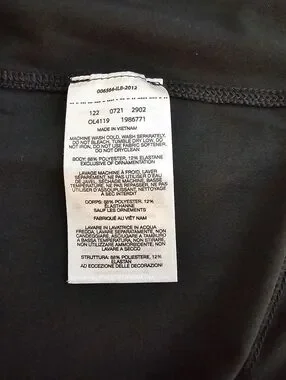 006564-ILB-2012
122 0721 2902
OL4119 1986771
MADE IN VIETNAM
MACHINE WASH COLD, WASH SEPARATELY,
DO NOT BLEACH, TUMBLE DRY LOW, DO
NOT IRON, DO NOT USE FABRIC SOFTENER,
DO NOT DRYCLEAN
BODY: 88% POLYESTER, 12% ELASTANE
EXCLUSIVE OF ORNAMENTATION
LAVAGE MACHINE À FROID, LAVER
SÉPARÉMENT, NE PAS UTILISER D'EAU
DE JAVEL, SÉCHAGE MACHINE, BASSE
TEMPÉRATURE, NE PAS REPASSER, NE PAS
UTILISER D'ASSOUPLISSANT, NETTOYAGE
À SEC INTERDIT
CORPS: 88% POLYESTER, 12%
ÉLASTHANNE
SAUF LES ORNEMENTS
FABRIQUÉ AU VIÊT NAM
LAVARE IN LAVATRICE IN ACQUA
FREDDA, LAVARE SEPARATAMENTE, NON
CANDEGGIARE, ASCIUGARE A TAMBURO
A BASSA TEMPERATURA, NON STIRARE,
NON UTILIZZARE AMMORBIDENTE, NON
LAVARE A SECCO
STRUTTURA: 88% POLIESTERE, 12%
ELASTAN
AD ECCEZIONE DELLE DECORAZIONI